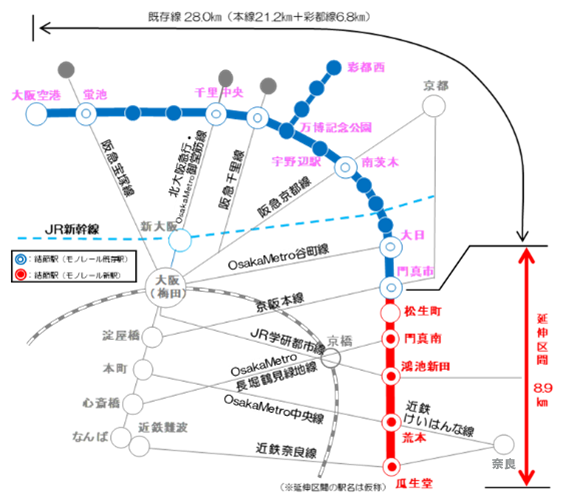 既存線 28.0km(本線21.2km+彩都線6.8km)
彩都西
大阪空港
蛍池
千里中央
京都
万博記念公園
宇野辺駅
南茨木
阪急宝塚線
北大阪急行・
OsakaMetro御堂筋線
阪急千里線
阪急京都線
JR新幹線
新大阪
大日
:結節駅(モノレール既存駅)
:結節駅(モノレール新駅)
OsakaMetro谷町線
門真市
大阪
(梅田)
京阪本線
松生町
延伸区間
8.9
km
淀屋橋
JR学研都市線
京橋
門真南
OsakaMetro
長堀鶴見緑地線
鴻池新田
本町
OsakaMetro中央線
近鉄
けいはんな線
心斎橋
荒本
なんば
近鉄難波
近鉄奈良線
奈良
瓜生堂
(※延伸区間の駅名は仮称)